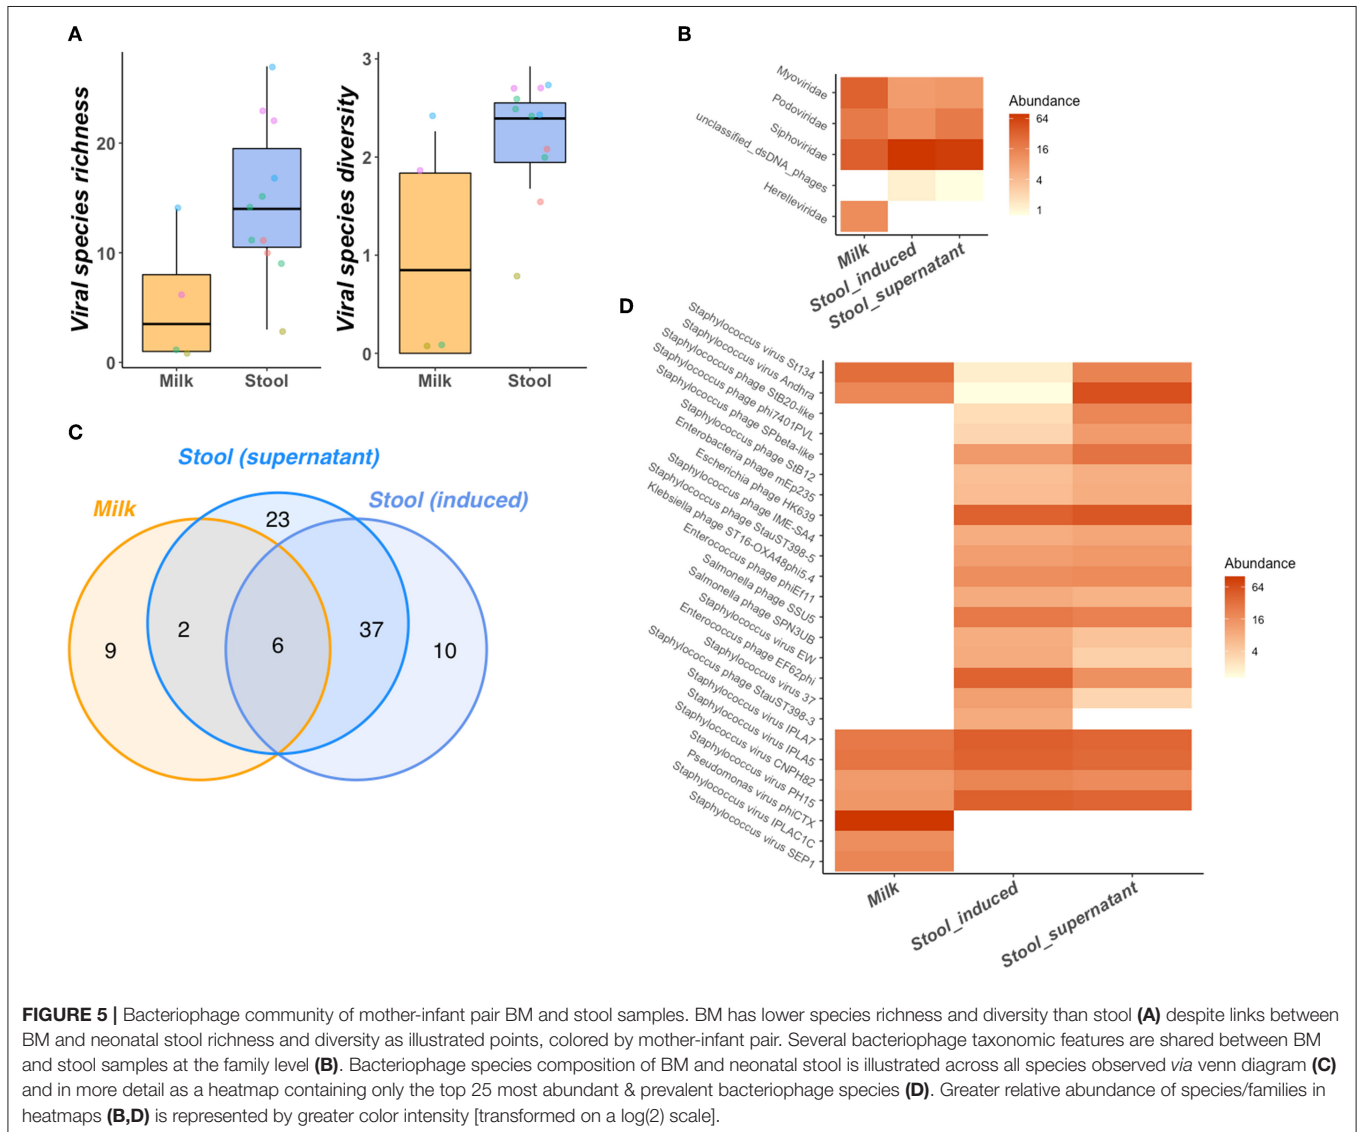 A
Viral species richness
20
10
0
Milk
Stool
Viral species diversity
3
2
1
0
Milk
Stool
B
Myoviridae
Podoviridae
Siphoviridae
unclassified_dsDNA_phages
Herelleviridae
Milk
Stool_induced
Stool_supernatant
Abundance
64
16
4
1
C
Stool (supernatant)
Milk
Stool (induced)
23
9
2
6
37
10
D
Staphylococcus virus St134
Staphylococcus virus Andhra
Staphylococcus phage StB20-like
Staphylococcus phage phi7401PVL
Staphylococcus phage SPbeta-like
Staphylococcus phage StB12
Enterobacteria phage mEp235
Escherichia phage HK639
Staphylococcus phage IME-SA4
Staphylococcus phage StauST398-5
Klebsiella phage ST16-OXA48phi5.4
Enterococcus phage phiEf11
Salmonella phage SSU5
Salmonella phage SPN3UB
Staphylococcus virus EW
Enterococcus phage EF62phi
Staphylococcus virus 37
Staphylococcus phage StauST398-3
Staphylococcus virus IPLA7
Staphylococcus virus IPLA5
Staphylococcus virus CNPH82
Staphylococcus virus PH15
Pseudomonas virus phiCTX
Staphylococcus virus IPLAC1C
Staphylococcus virus SEP1
Milk
Stool_induced
Stool_supernatant
Abundance
64
16
4
FIGURE 5 | Bacteriophage community of mother-infant pair BM and stool samples. BM has lower species richness and diversity than stool (A) despite links between
BM and neonatal stool richness and diversity as illustrated points, colored by mother-infant pair. Several bacteriophage taxonomic features are shared between BM
and stool samples at the family level (B). Bacteriophage species composition of BM and neonatal stool is illustrated across all species observed via venn diagram (C)
and in more detail as a heatmap containing only the top 25 most abundant & prevalent bacteriophage species (D). Greater relative abundance of species/families in
heatmaps (B,D) is represented by greater color intensity [transformed on a log(2) scale].